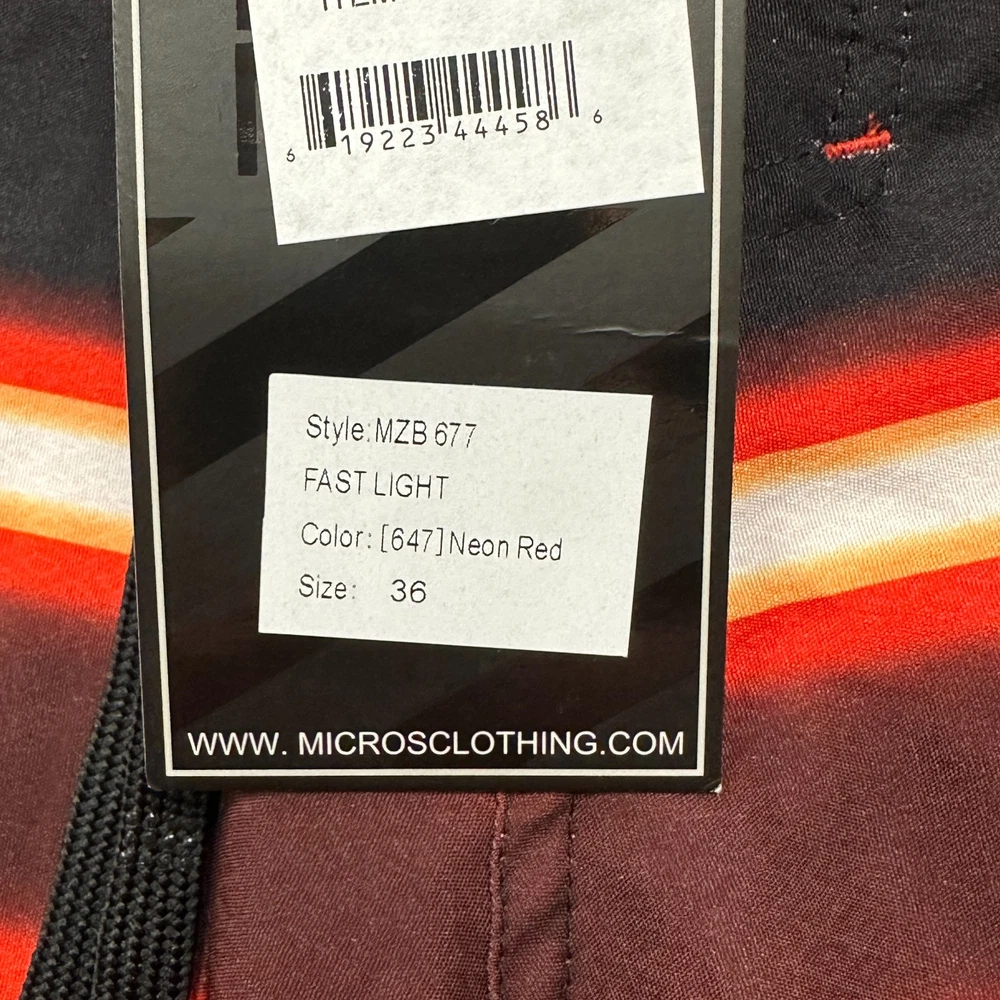 6 19223 44458 6
Style:MZB 677
FAST LIGHT
Color: [647] Neon Red
Size: 36
WWW. MICROSCLOTHING.COM